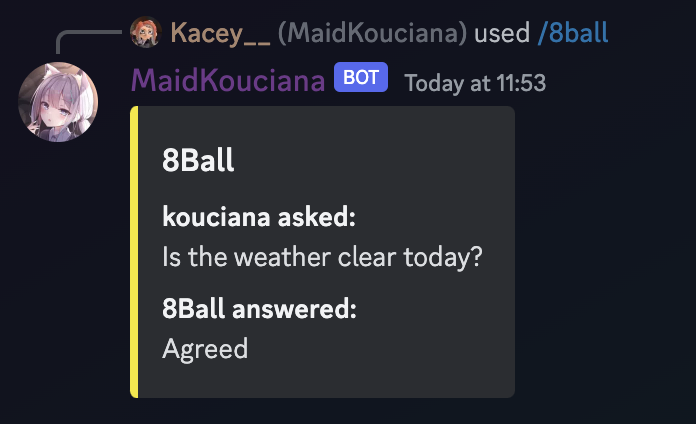 Kacey__ (MaidKouciana) used /8ball
MaidKouciana BOT Today at 11:53
8Ball
kouciana asked:
Is the weather clear today?
8Ball answered:
Agreed